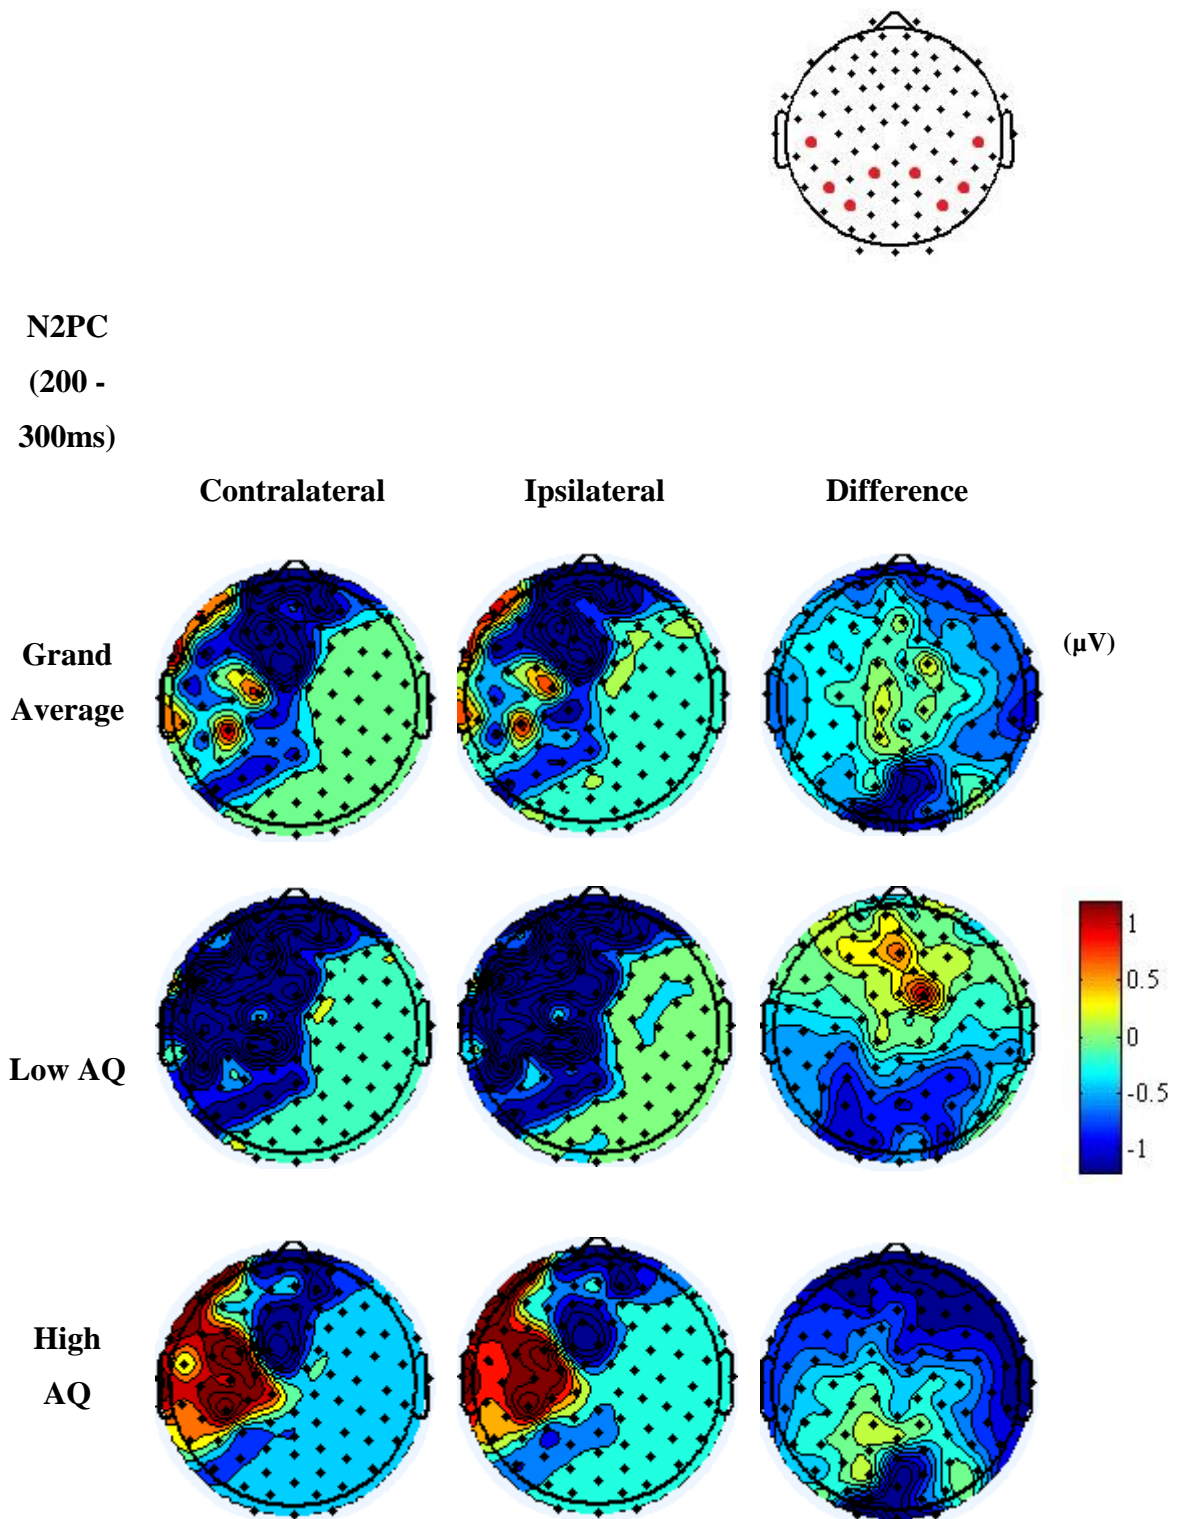 N2PC
(200 -
300ms)
Contralateral Ipsilateral Difference
Grand
Average
(µV)
Low AQ
1
0.5
0
-0.5
-1
High
AQ